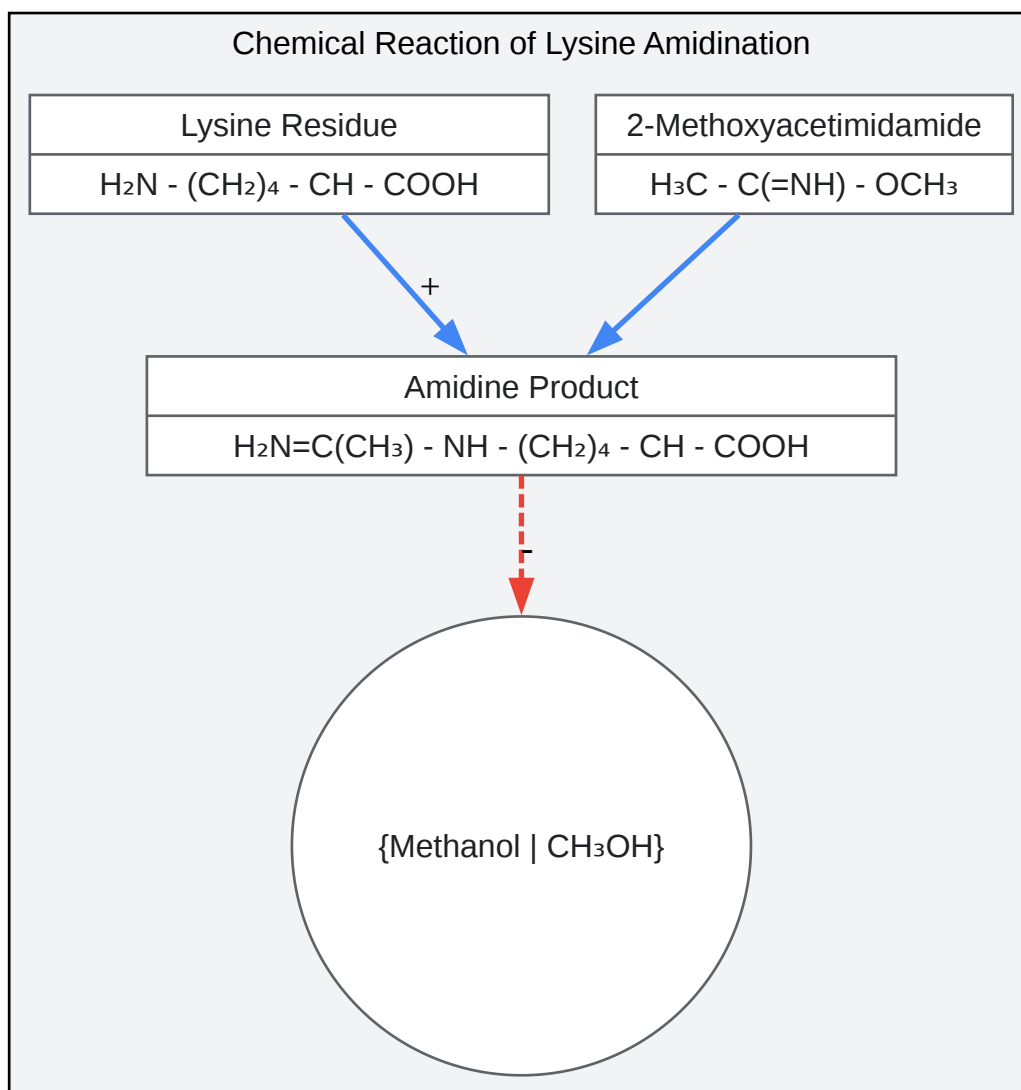 Chemical Reaction of Lysine Amidination
Lysine Residue
H₂N - (CH₂)₄ - CH - COOH
2-Methoxyacetimidamide
H₃C - C(=NH) - OCH₃
+
Amidine Product
H₂N=C(CH₃) - NH - (CH₂)₄ - CH - COOH
-
{Methanol | CH₃OH}